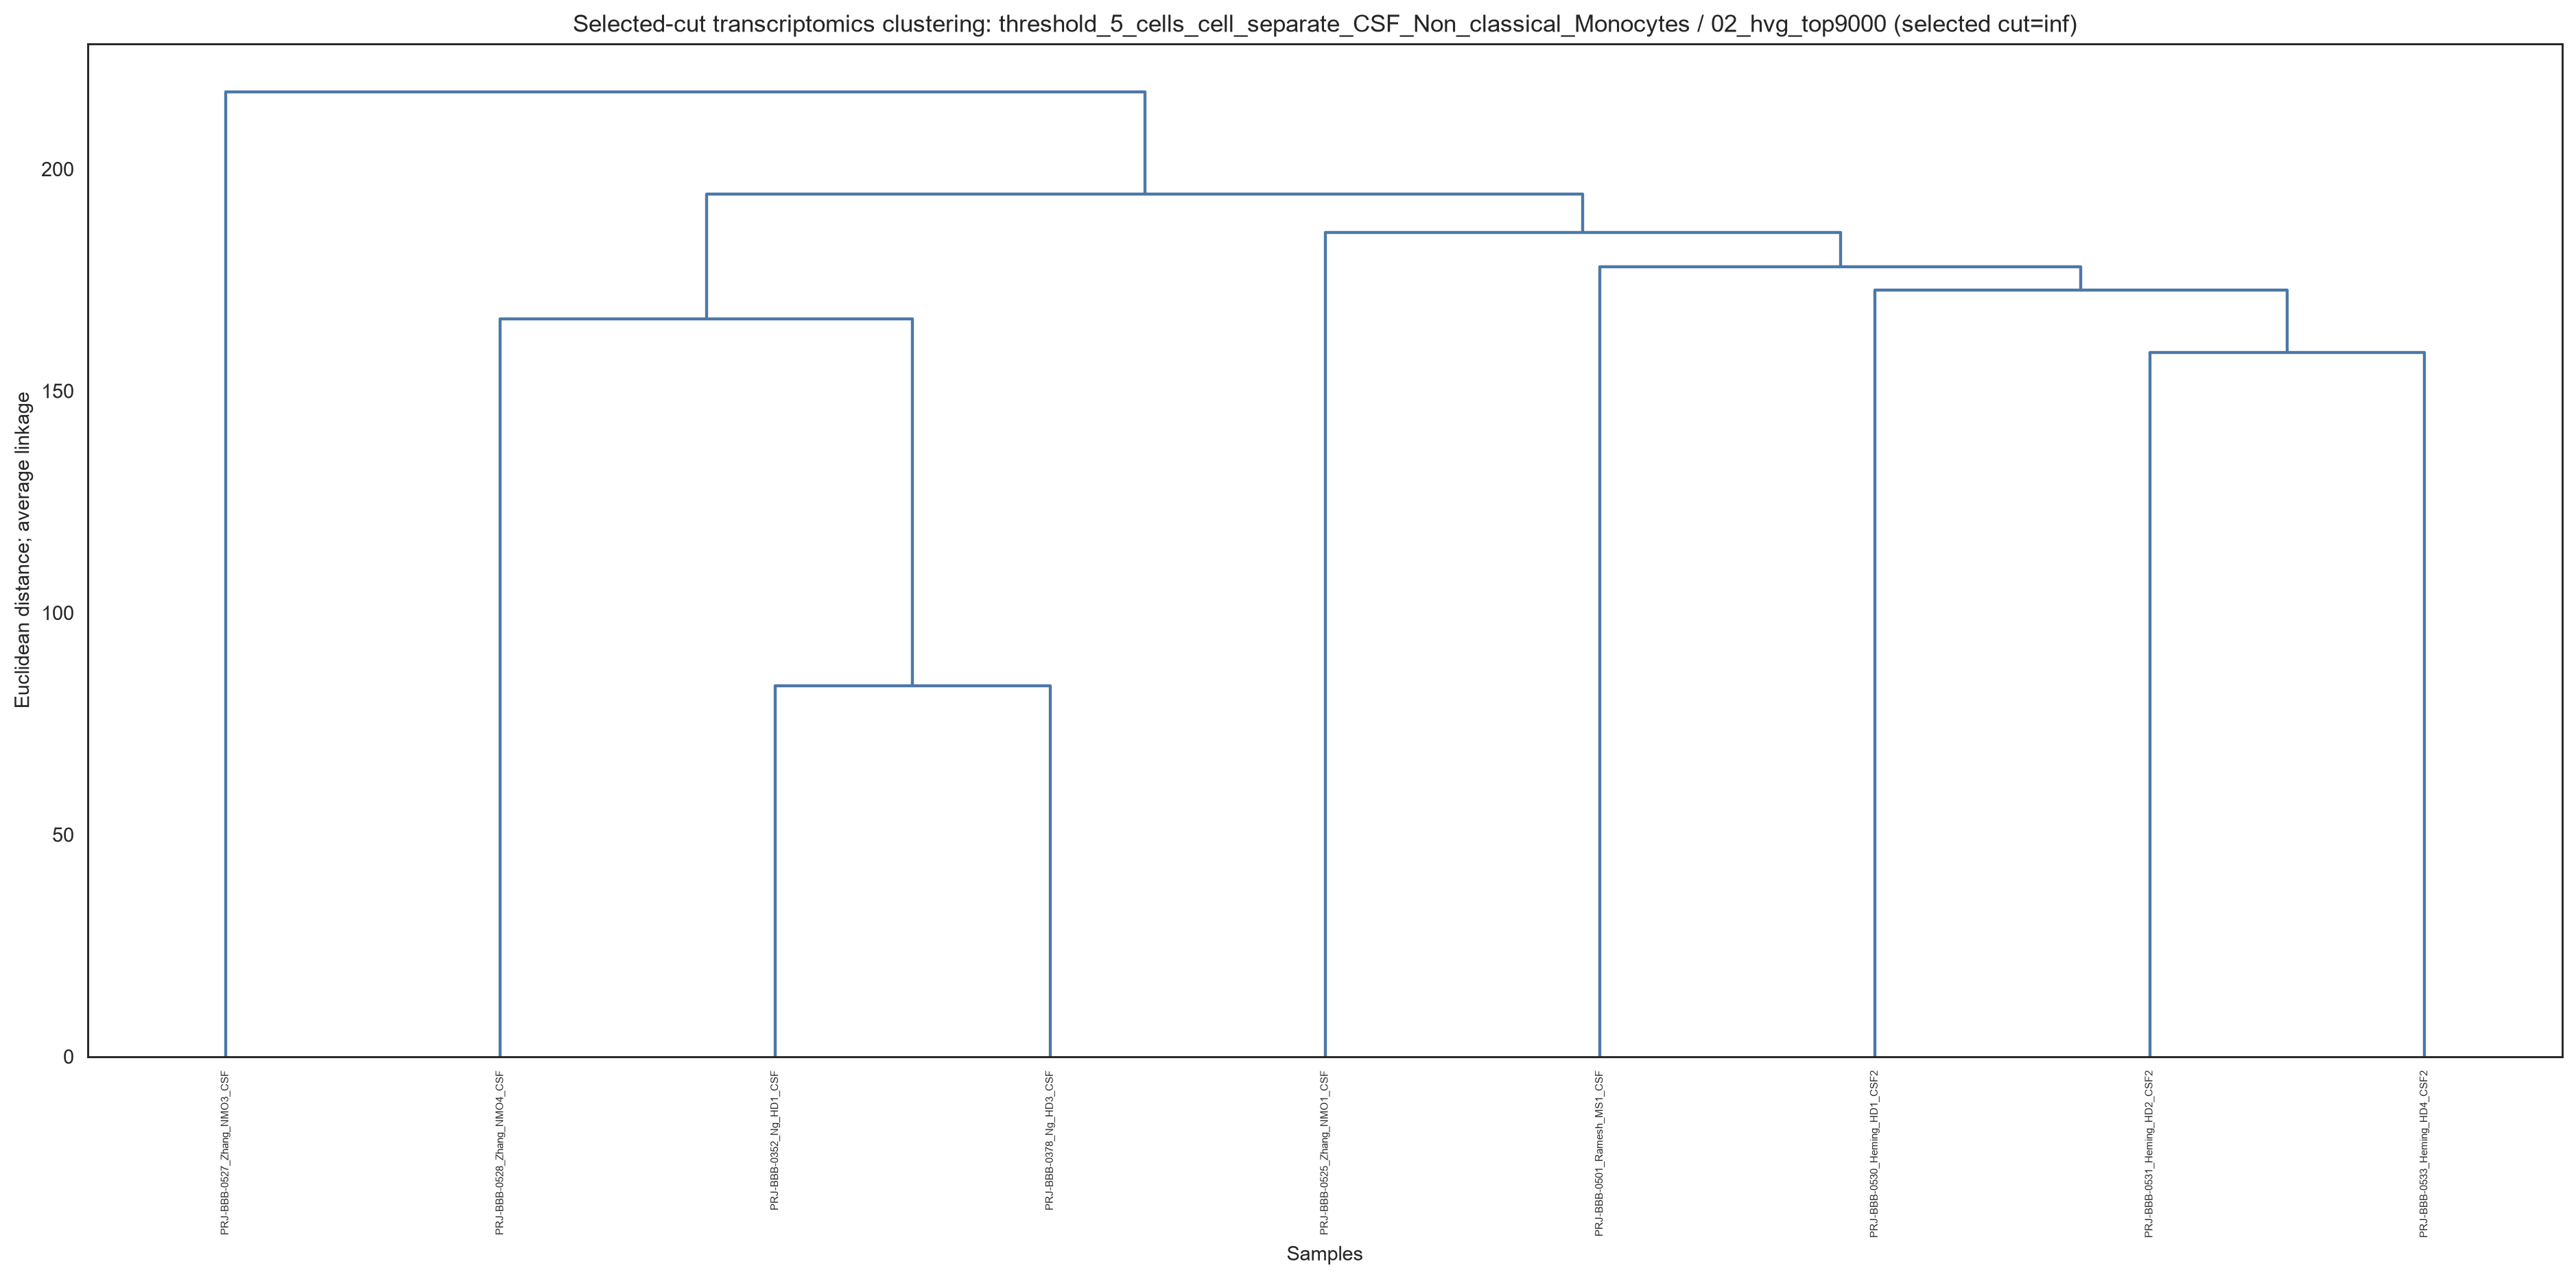 Selected-cut transcriptomics clustering: threshold_5_cells_cell_separate_CSF_Non_classical_Monocytes / 02_hvg_top9000 (selected cut=inf)
Euclidean distance; average linkage
200
150
100
50
0
PRJ-BBB-0527_Zhang_NMO3_CSF
PRJ-BBB-0528_Zhang_NMO4_CSF
PRJ-BBB-0352_Ng_HD1_CSF
PRJ-BBB-0378_Ng_HD3_CSF
PRJ-BBB-0525_Zhang_NMO1_CSF
PRJ-BBB-0501_Ramesh_MS1_CSF
PRJ-BBB-0530_Heming_HD1_CSF2
PRJ-BBB-0531_Heming_HD2_CSF2
PRJ-BBB-0533_Heming_HD4_CSF2
Samples